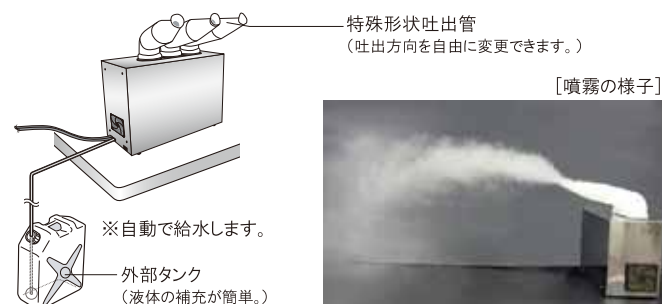 特殊形状吐出管
（吐出方向を自由に変更できます。）
[噴霧の様子]
※自動で給水します。
外部タンク
（液体の補充が簡単。）